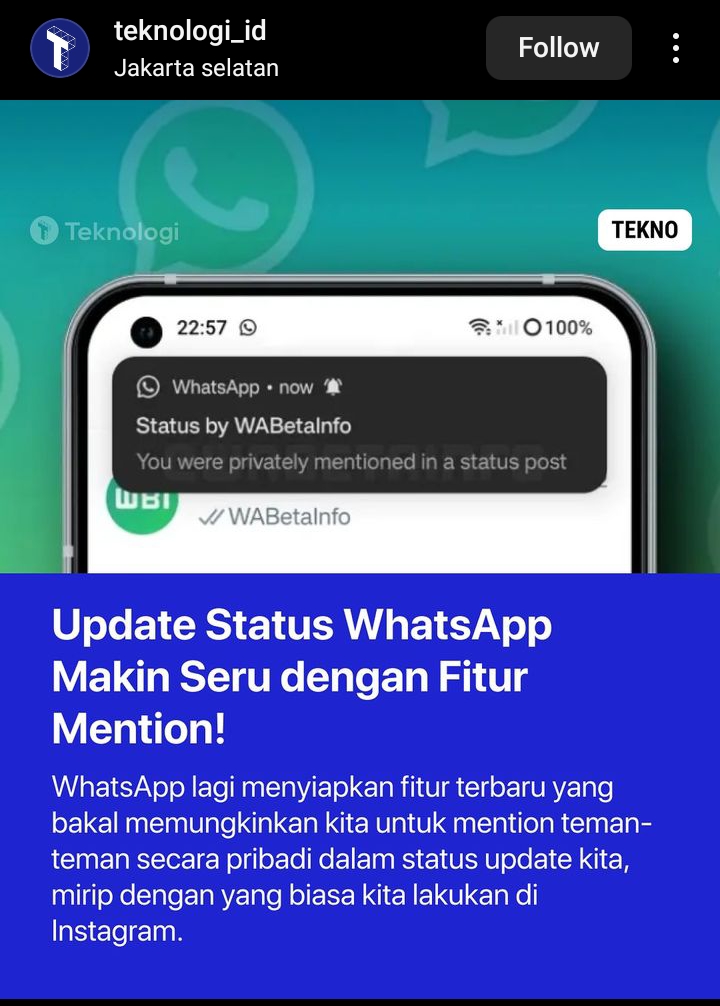 teknologi_id
Jakarta selatan
Follow
Teknologi
TEKNO
22:57
100%
WhatsApp • now
Status by WABetaInfo
You were privately mentioned in a status post
WBI
WABetaInfo
Update Status WhatsApp
Makin Seru dengan Fitur
Mention!
WhatsApp lagi menyiapkan fitur terbaru yang
bakal memungkinkan kita untuk mention teman-
teman secara pribadi dalam status update kita,
mirip dengan yang biasa kita lakukan di
Instagram.